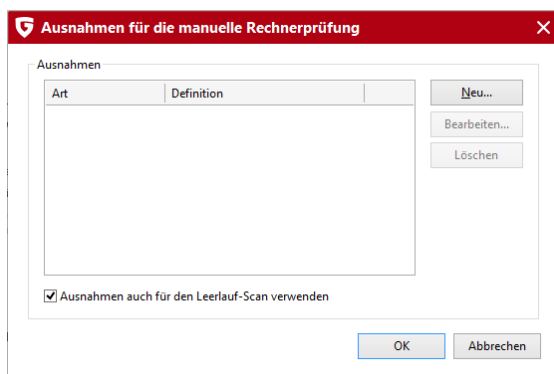 Ausnahmen für die manuelle Rechnerprüfung
Ausnahmen
Art Definition
Neu...
Bearbeiten...
Löschen
Ausnahmen auch für den Leerlauf-Scan verwenden
OK Abbrechen